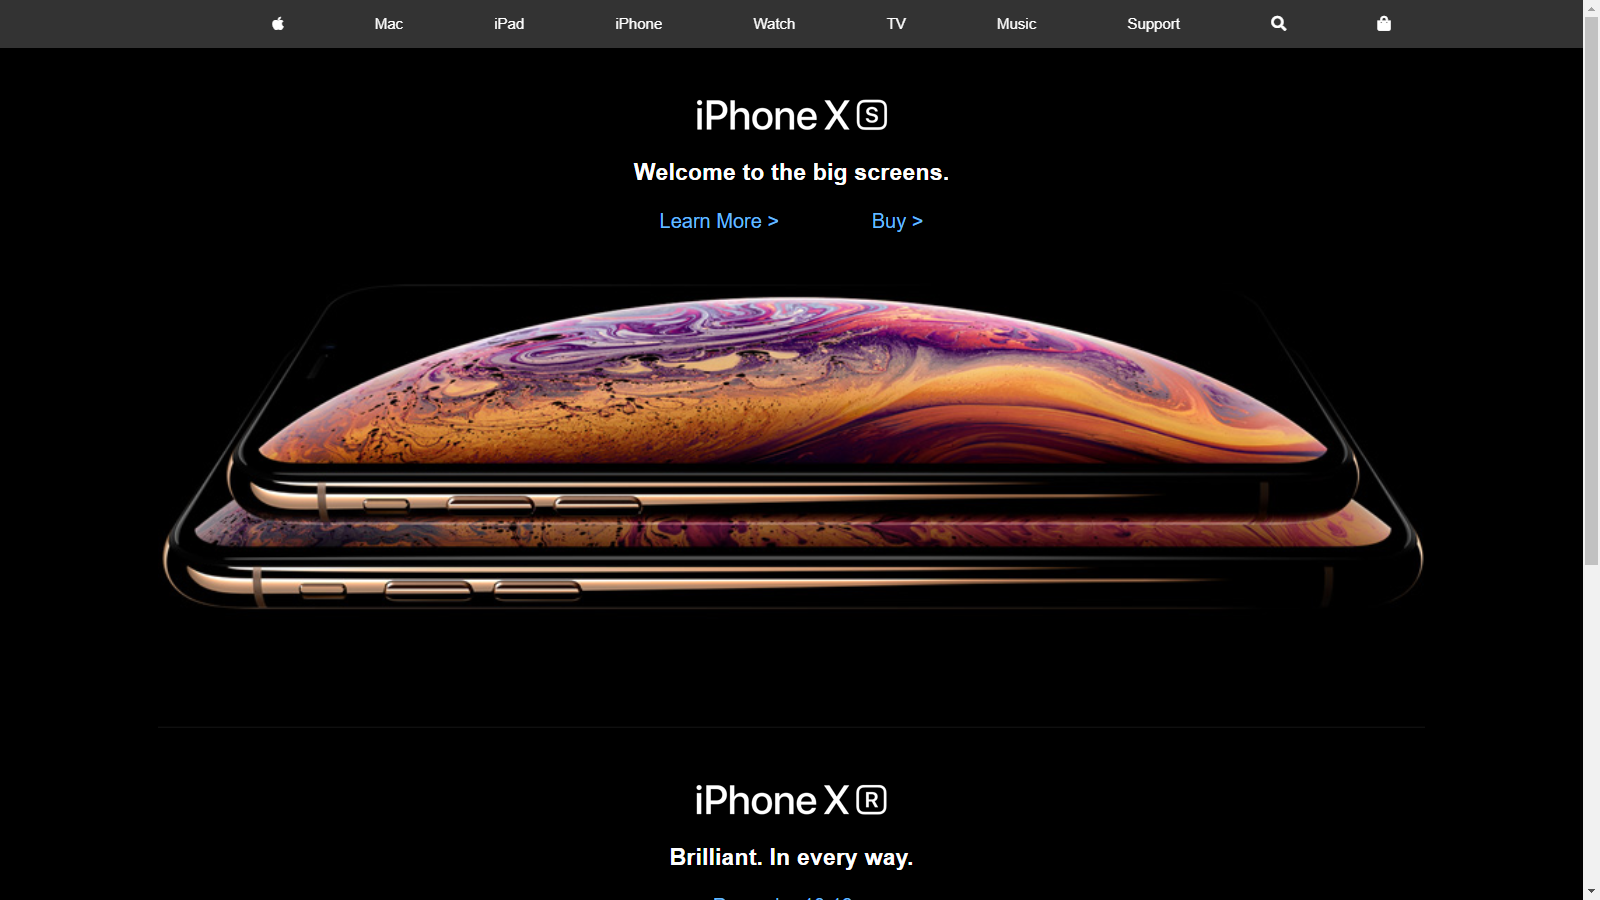 Mac iPad iPhone Watch TV Music Support
iPhone XS
Welcome to the big screens.
Learn More > Buy >
iPhone XR
Brilliant. In every way.